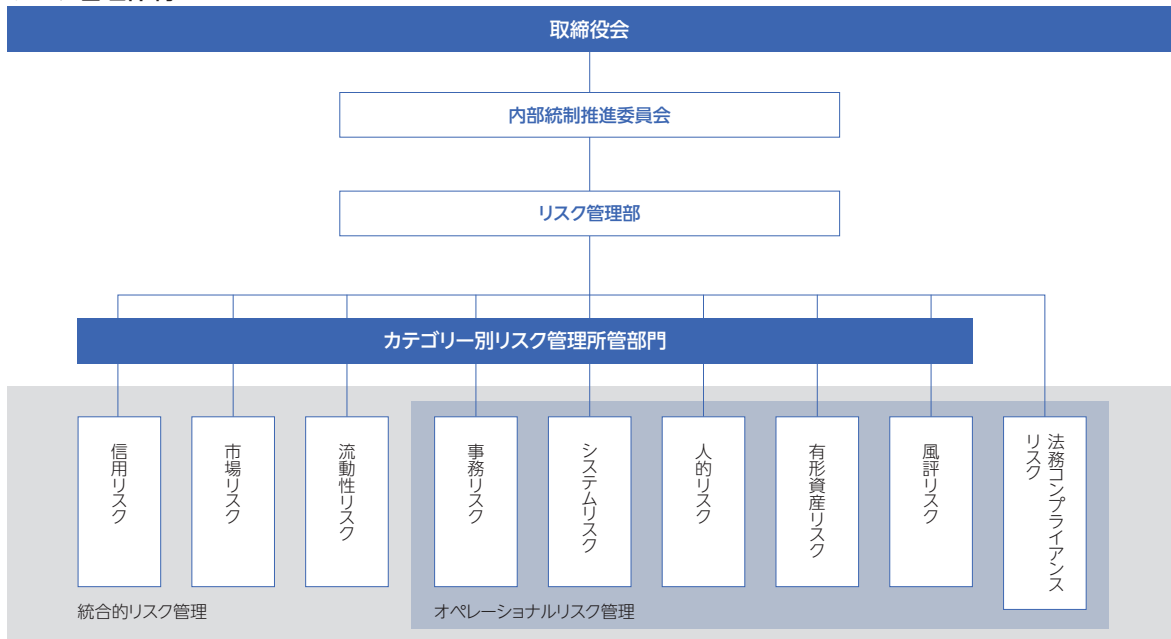 取締役会
内部統制推進委員会
リスク管理部
カテゴリー別リスク管理所管部門
信用リスク
市場リスク
流動性リスク
事務リスク
システムリスク
人的リスク
有形資産リスク
風評リスク
法務コンプライアンス
リスク
統合的リスク管理
オペレーショナルリスク管理